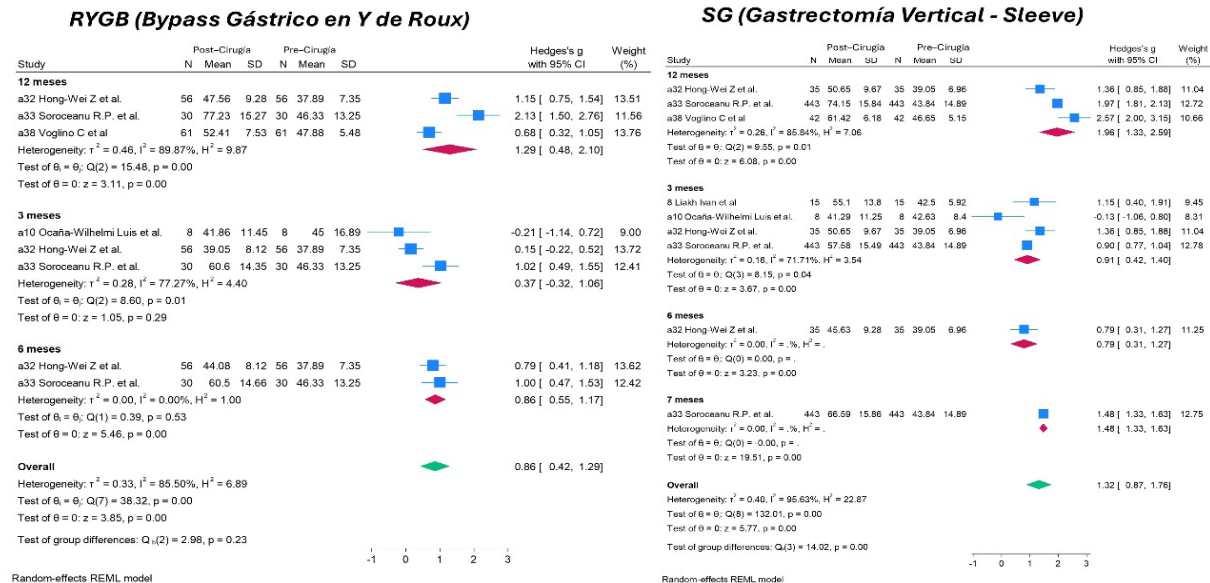 RYGB (Bypass Gástrico en Y de Roux)
Post–Cirugía Pre–Cirugía Hedges's g Weight
Study N Mean SD N Mean SD with 95% CI (%)
12 meses
a32 Hong-Wei Z et al. 56 47.56 9.28 56 37.89 7.35 1.15 [ 0.75, 1.54] 13.51
a33 Soroceanu R.P. et al. 30 77.23 15.27 30 46.33 13.25 2.13 [ 1.50, 2.76] 11.56
a38 Voglino C et al 61 52.41 7.53 61 47.88 5.48 0.68 [ 0.32, 1.05] 13.76
Heterogeneity: τ² = 0.46, I² = 89.87%, H² = 9.87 1.29 [ 0.48, 2.10]
Test of θᵢ = θⱼ: Q(2) = 15.48, p = 0.00
Test of θ = 0: z = 3.11, p = 0.00
3 meses
a10 Ocaña-Wilhelmi Luis et al. 8 41.86 11.45 8 45 16.89 -0.21 [ -1.14, 0.72] 9.00
a32 Hong-Wei Z et al. 56 39.05 8.12 56 37.89 7.35 0.15 [ -0.22, 0.52] 13.72
a33 Soroceanu R.P. et al. 30 60.6 14.35 30 46.33 13.25 1.02 [ 0.49, 1.55] 12.41
Heterogeneity: τ² = 0.28, I² = 77.27%, H² = 4.40 0.37 [ -0.32, 1.06]
Test of θᵢ = θⱼ: Q(2) = 8.60, p = 0.01
Test of θ = 0: z = 1.05, p = 0.29
6 meses
a32 Hong-Wei Z et al. 56 44.08 8.12 56 37.89 7.35 0.79 [ 0.41, 1.18] 13.62
a33 Soroceanu R.P. et al. 30 60.5 14.66 30 46.33 13.25 1.00 [ 0.47, 1.53] 12.42
Heterogeneity: τ² = 0.00, I² = 0.00%, H² = 1.00 0.86 [ 0.55, 1.17]
Test of θᵢ = θⱼ: Q(1) = 0.39, p = 0.53
Test of θ = 0: z = 5.46, p = 0.00
Overall 0.86 [ 0.42, 1.29]
Heterogeneity: τ² = 0.33, I² = 85.50%, H² = 6.89
Test of θᵢ = θⱼ: Q(7) = 38.32, p = 0.00
Test of θ = 0: z = 3.85, p = 0.00
Test of group differences: Q_b(2) = 2.98, p = 0.23
-1 0 1 2 3
Random-effects REML model
SG (Gastrectomía Vertical - Sleeve)
Post–Cirugía Pre–Cirugía Hedges's g Weight
Study N Mean SD N Mean SD with 95% CI (%)
12 meses
a32 Hong-Wei Z et al. 35 50.65 9.67 35 39.05 6.96 1.36 [ 0.85, 1.88] 11.04
a33 Soroceanu R.P. et al. 443 74.15 15.84 443 43.84 14.89 1.97 [ 1.81, 2.13] 12.72
a38 Voglino C et al 42 61.42 6.18 42 46.65 5.15 2.57 [ 2.00, 3.15] 10.66
Heterogeneity: τ² = 0.26, I² = 85.84%, H² = 7.06 1.96 [ 1.33, 2.59]
Test of θᵢ = θⱼ: Q(2) = 9.55, p = 0.01
Test of θ = 0: z = 6.08, p = 0.00
3 meses
8 Liakh Ivan et al 15 55.1 13.8 15 42.5 5.92 1.15 [ 0.40, 1.91] 9.45
a10 Ocaña-Wilhelmi Luis et al. 8 41.29 11.25 8 42.63 8.4 -0.13 [ -1.06, 0.80] 8.31
a32 Hong-Wei Z et al. 35 50.65 9.67 35 39.05 6.96 1.36 [ 0.85, 1.88] 11.04
a33 Soroceanu R.P. et al. 443 57.58 15.49 443 43.84 14.89 0.90 [ 0.77, 1.04] 12.78
Heterogeneity: τ² = 0.16, I² = 71.71%, H² = 3.54 0.91 [ 0.42, 1.40]
Test of θᵢ = θⱼ: Q(3) = 8.15, p = 0.04
Test of θ = 0: z = 3.67, p = 0.00
6 meses
a32 Hong-Wei Z et al. 35 45.63 9.28 35 39.05 6.96 0.79 [ 0.31, 1.27] 11.25
Heterogeneity: τ² = 0.00, I² = .%, H² = . 0.79 [ 0.31, 1.27]
Test of θᵢ = θⱼ: Q(0) = 0.00, p = .
Test of θ = 0: z = 3.23, p = 0.00
7 meses
a33 Soroceanu R.P. et al. 443 66.59 15.86 443 43.84 14.89 1.48 [ 1.33, 1.63] 12.75
Heterogeneity: τ² = 0.00, I² = .%, H² = . 1.48 [ 1.33, 1.63]
Test of θᵢ = θⱼ: Q(0) = -0.00, p = .
Test of θ = 0: z = 19.51, p = 0.00
Overall 1.32 [ 0.87, 1.76]
Heterogeneity: τ² = 0.40, I² = 95.63%, H² = 22.87
Test of θᵢ = θⱼ: Q(8) = 132.01, p = 0.00
Test of θ = 0: z = 5.77, p = 0.00
Test of group differences: Q_b(3) = 14.02, p = 0.00
-1 0 1 2 3
Random-effects REML model